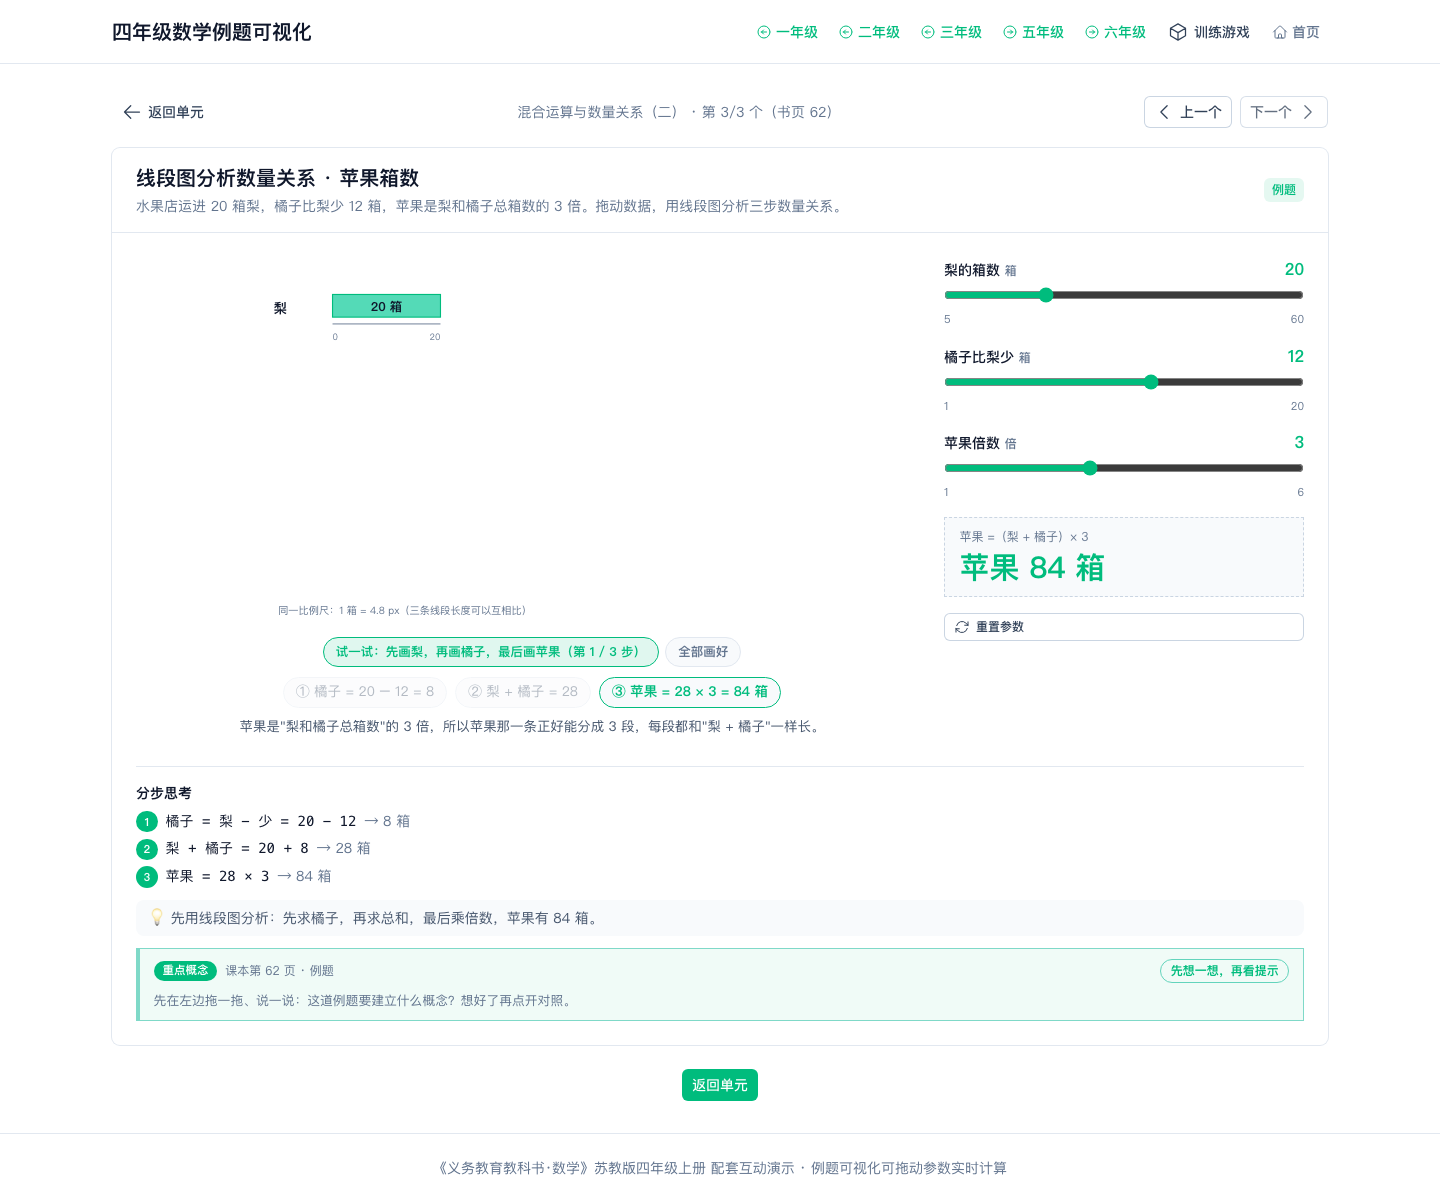 四年级数学例题可视化
一年级 二年级 三年级 五年级 六年级 训练游戏 首页
返回单元
混合运算与数量关系（二） · 第 3/3 个（书页 62）
上一个 下一个
线段图分析数量关系 · 苹果箱数
水果店运进 20 箱梨，橘子比梨少 12 箱，苹果是梨和橘子总箱数的 3 倍。拖动数据，用线段图分析三步数量关系。
例题
梨
20 箱
0 20
同一比例尺：1 箱 = 4.8 px（三条线段长度可以互相比）
试一试：先画梨，再画橘子，最后画苹果（第 1 / 3 步） 全部画好
① 橘子 = 20 − 12 = 8 ② 梨 + 橘子 = 28 ③ 苹果 = 28 × 3 = 84 箱
苹果是"梨和橘子总箱数"的 3 倍，所以苹果那一条正好能分成 3 段，每段都和"梨 + 橘子"一样长。
梨的箱数 箱 20
5 60
橘子比梨少 箱 12
1 20
苹果倍数 倍 3
1 6
苹果 =（梨 + 橘子）× 3
苹果 84 箱
重置参数
分步思考
1 橘子 = 梨 − 少 = 20 − 12 → 8 箱
2 梨 + 橘子 = 20 + 8 → 28 箱
3 苹果 = 28 × 3 → 84 箱
💡 先用线段图分析：先求橘子，再求总和，最后乘倍数，苹果有 84 箱。
重点概念 课本第 62 页 · 例题
先想一想，再看提示
先在左边拖一拖、说一说：这道例题要建立什么概念？想好了再点开对照。
返回单元
《义务教育教科书·数学》苏教版四年级上册 配套互动演示 · 例题可视化可拖动参数实时计算